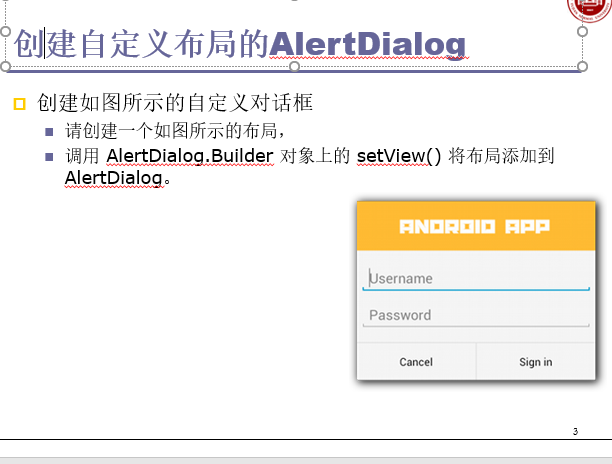 创建自定义布局的AlertDialog
创建如图所示的自定义对话框
请创建一个如图所示的布局，
调用 AlertDialog.Builder 对象上的 setView() 将布局添加到
AlertDialog。
ANDROID APP
Username
Password
Cancel
Sign in
3